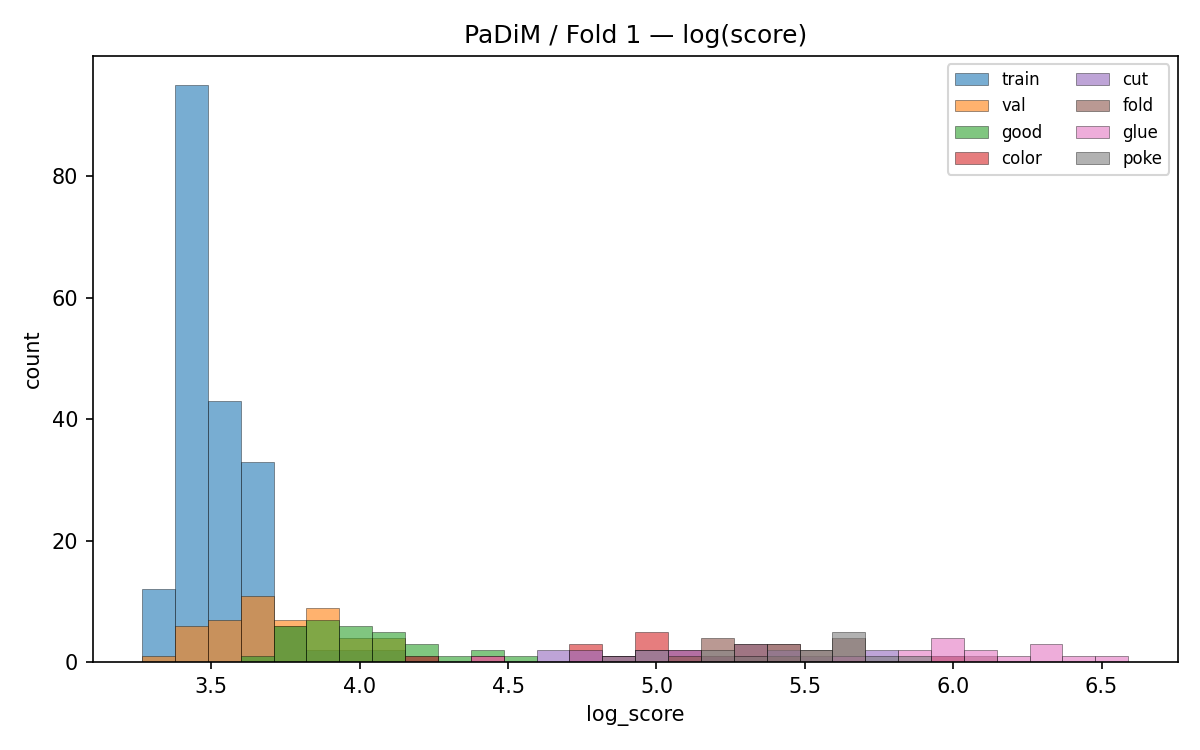 PaDiM / Fold 1 — log(score)
train
val
good
color
cut
fold
glue
poke
count
80
60
40
20
0
3.5 4.0 4.5 5.0 5.5 6.0 6.5
log_score